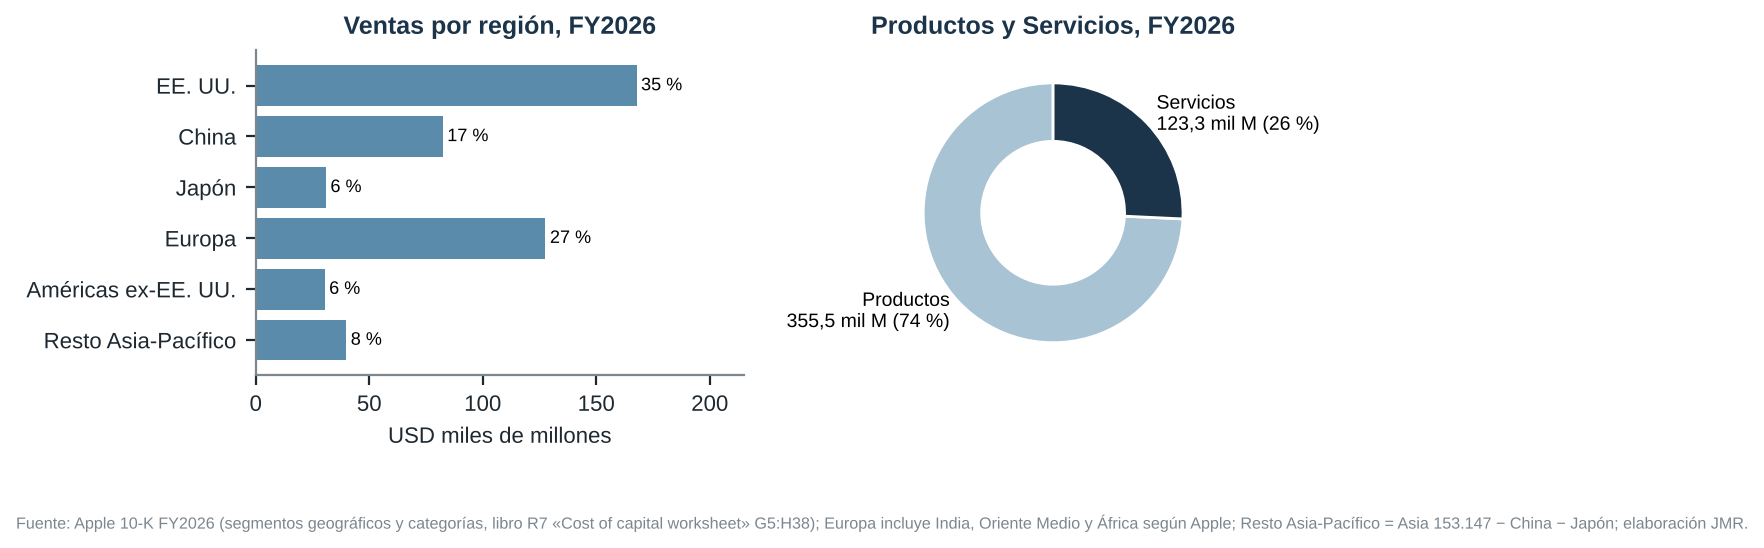 Ventas por región, FY2026
EE. UU.
35 %
China
17 %
Japón
6 %
Europa
27 %
Américas ex-EE. UU.
6 %
Resto Asia-Pacífico
8 %
0 50 100 150 200
USD miles de millones
Productos y Servicios, FY2026
Servicios
123,3 mil M (26 %)
Productos
355,5 mil M (74 %)
Fuente: Apple 10-K FY2026 (segmentos geográficos y categorías, libro R7 «Cost of capital worksheet» G5:H38); Europa incluye India, Oriente Medio y África según Apple; Resto Asia-Pacífico = Asia 153.147 − China − Japón; elaboración JMR.